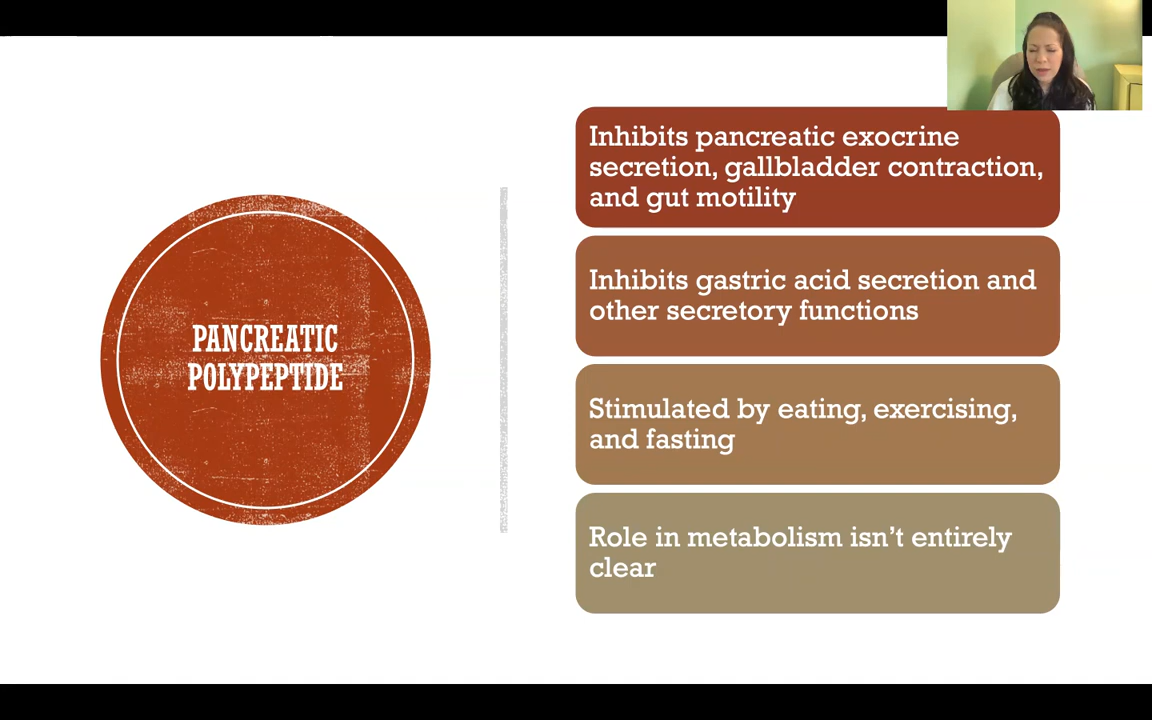 PANCREATIC
POLYPEPTIDE
Inhibits pancreatic exocrine
secretion, gallbladder contraction,
and gut motility
Inhibits gastric acid secretion and
other secretory functions
Stimulated by eating, exercising,
and fasting
Role in metabolism isn’t entirely
clear